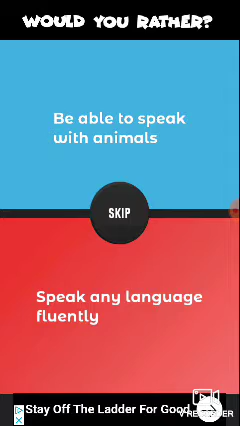 WOULD YOU RATHER?
Be able to speak
with animals
SKIP
Speak any language
fluently
Stay Off The Ladder For Good